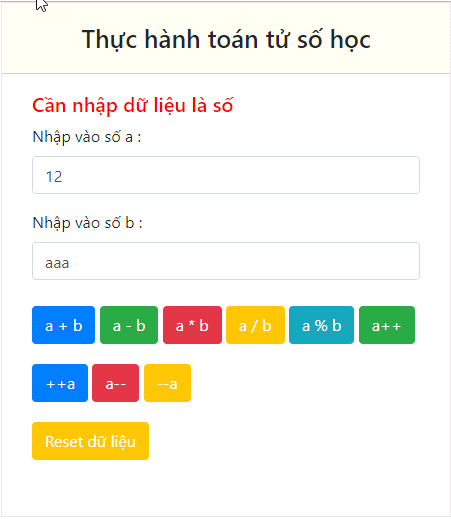 Thực hành toán tử số học
Cần nhập dữ liệu là số
Nhập vào số a :
12
Nhập vào số b :
aaa
a + b a - b a * b a / b a % b a++
++a a-- --a
Reset dữ liệu